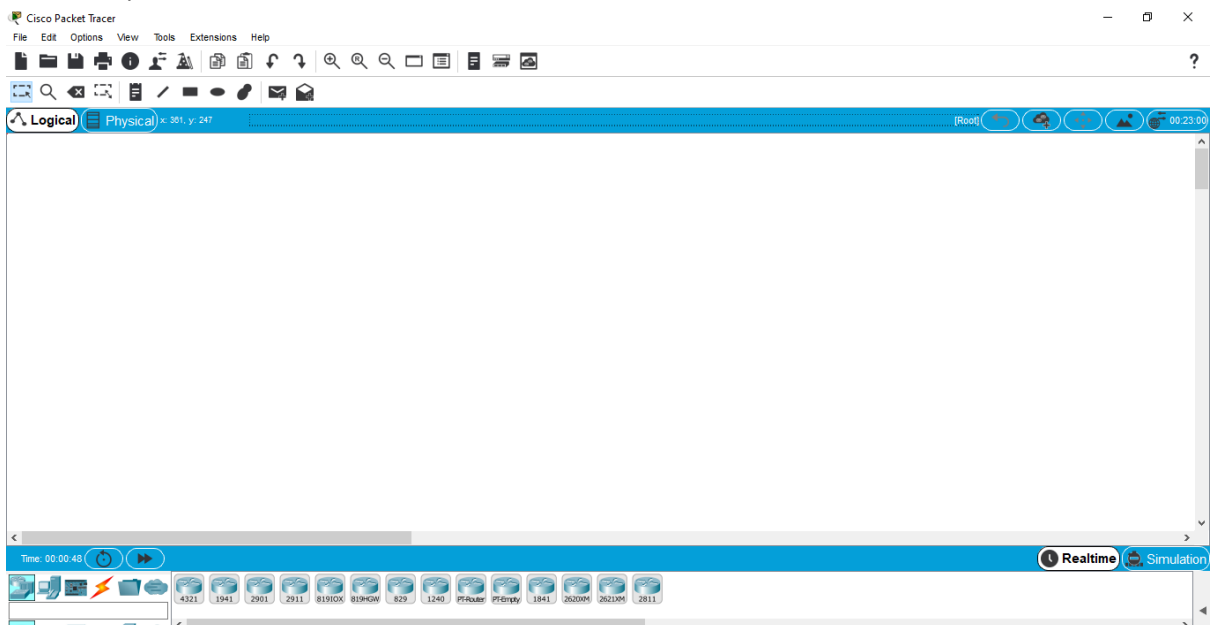 Cisco Packet Tracer
File Edit Options View Tools Extensions Help
?
Logical Physical x: 381, y: 247 [Root] 00:23:00
Time: 00:00:48 Realtime Simulation
4321 1941 2901 2911 819IOX 819HGW 829 1240 PT-Router PT-Empty 1841 2620XM 2621XM 2811